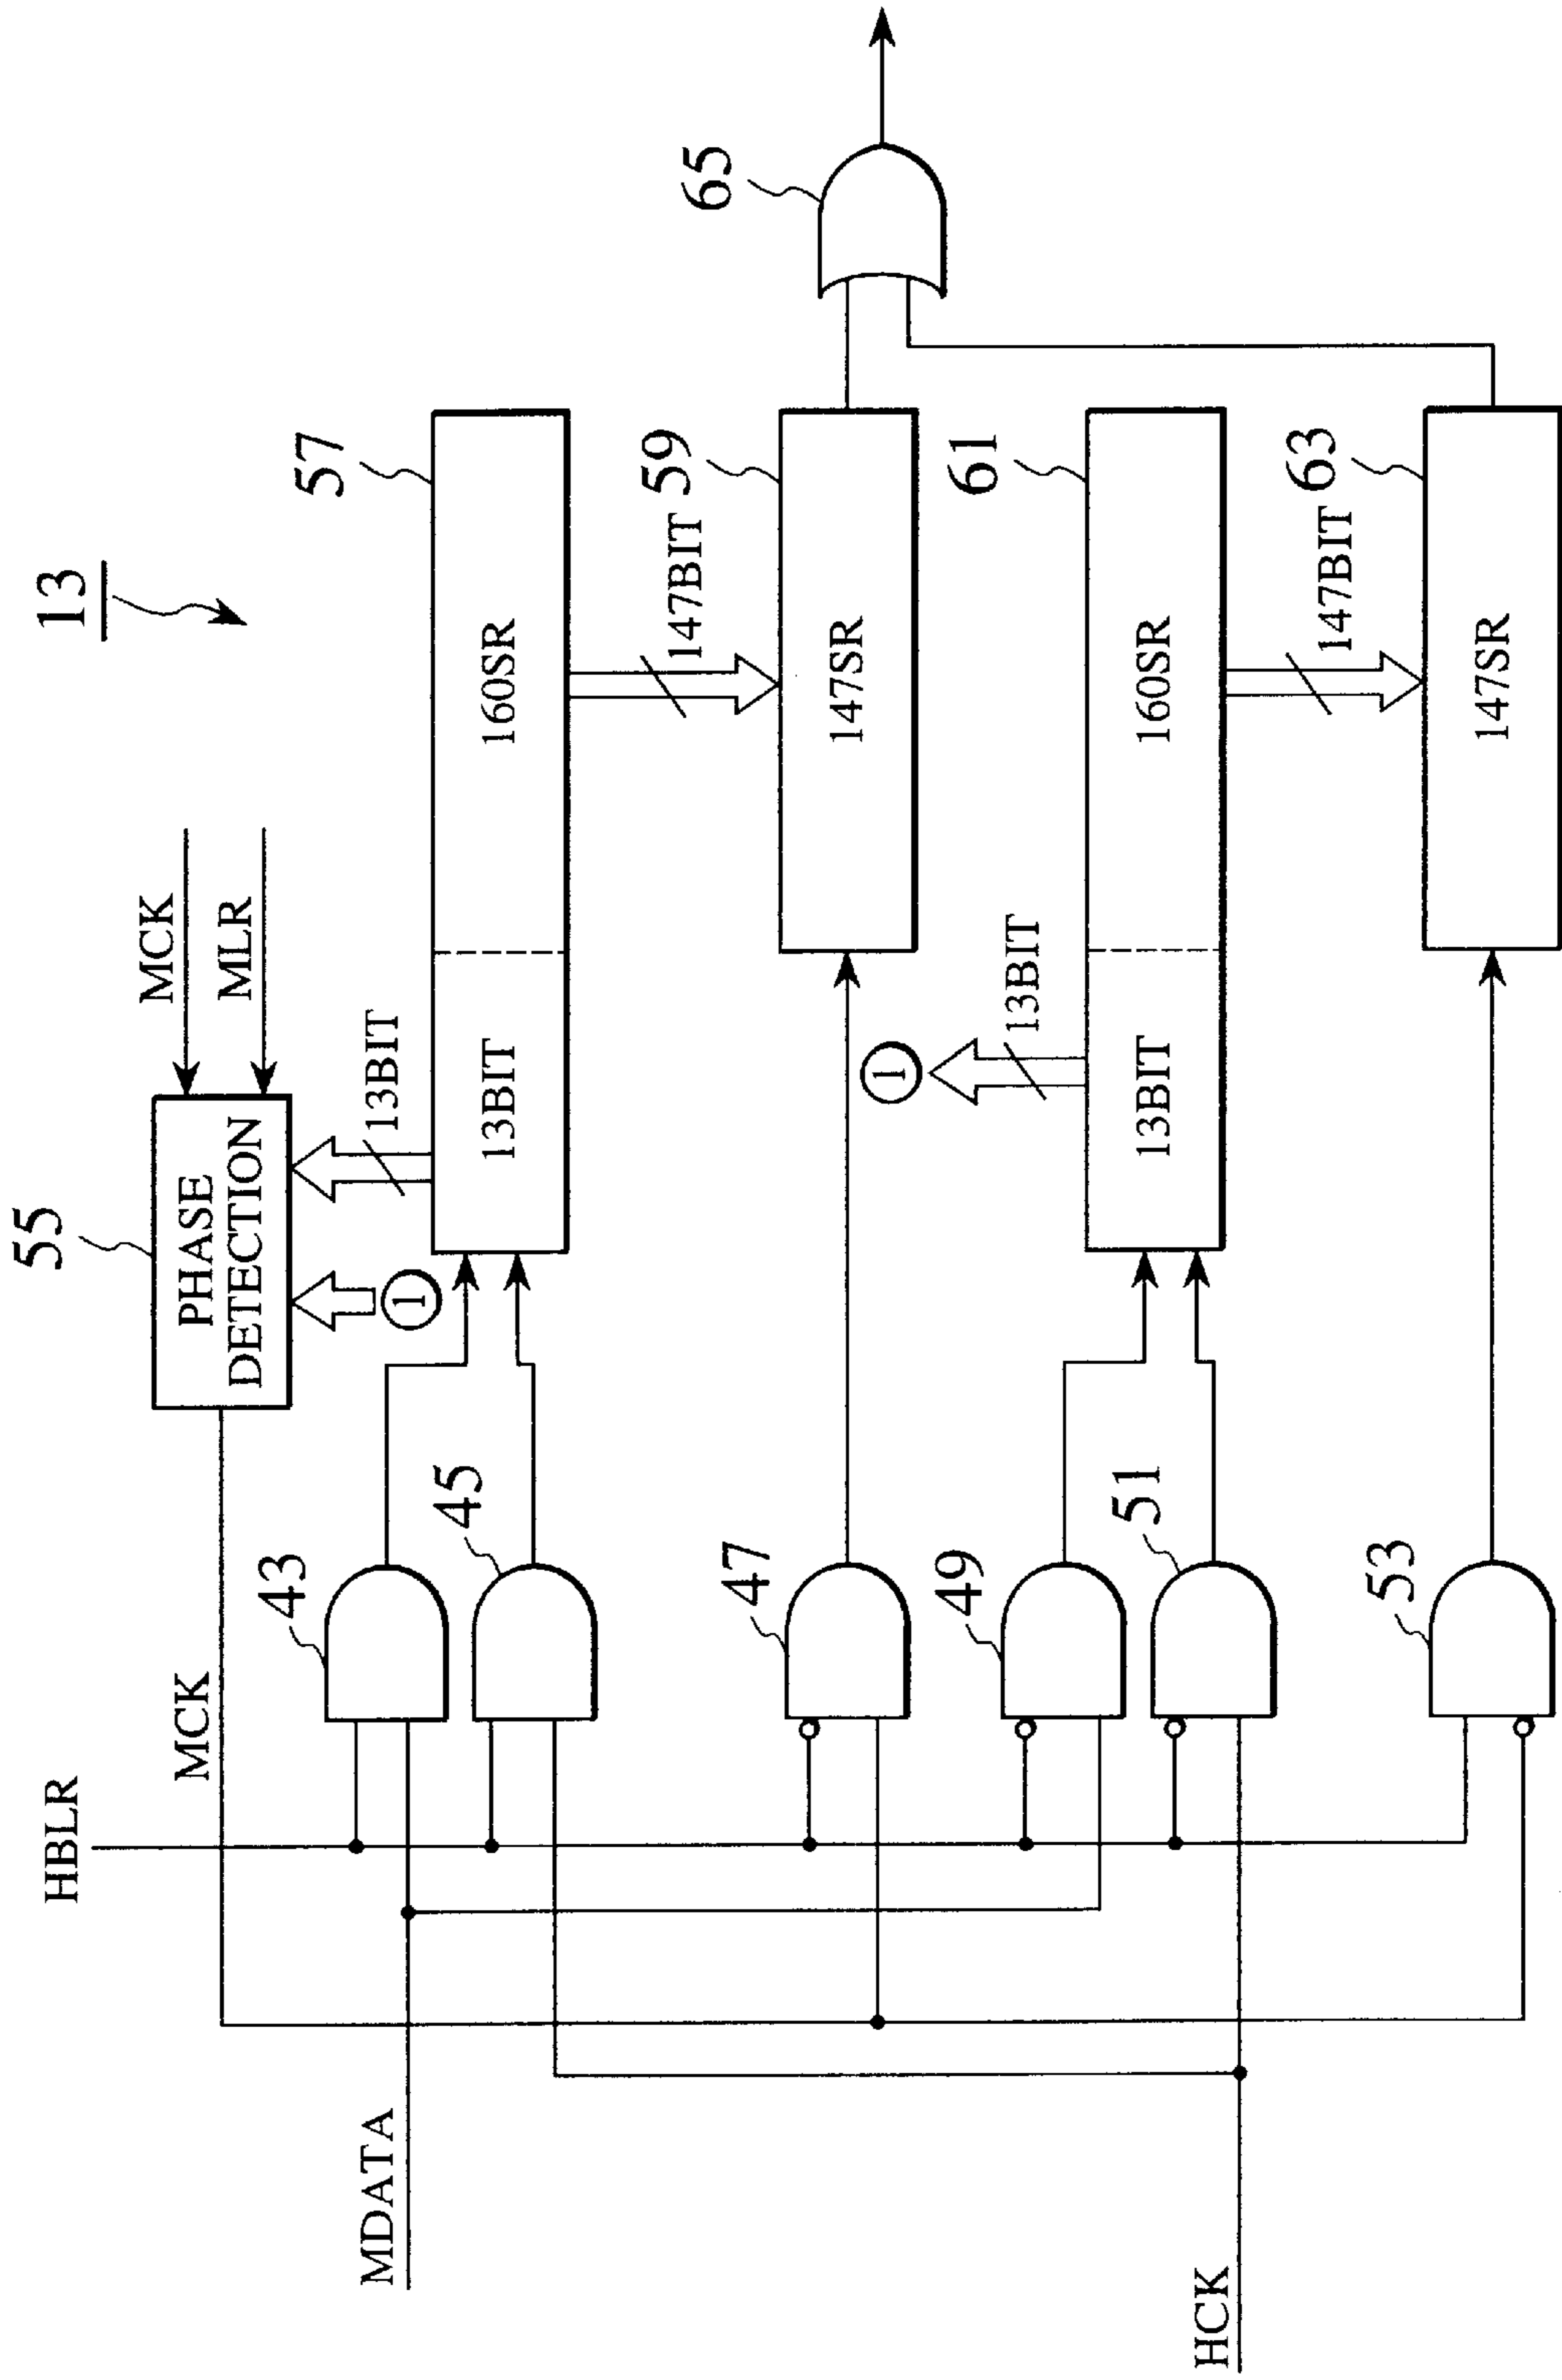 13
55
PHASE
DETECTION
MCK
MLR
MCK
HBLR
13BIT
1
43
45
57
13BIT
160SR
147BIT
59
147SR
65
47
MDATA
1
13BIT
49
51
61
13BIT
160SR
147BIT
63
147SR
53
HCK